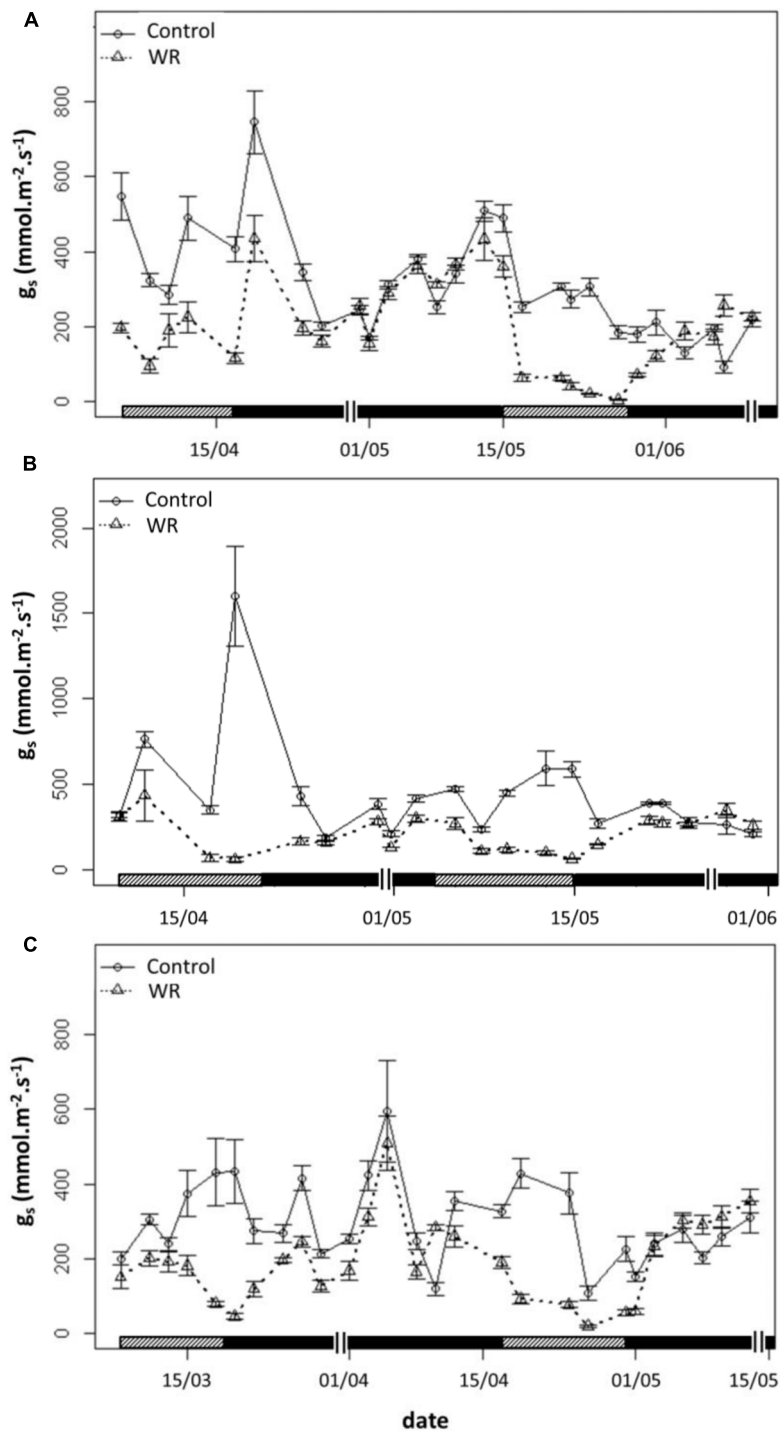 A
Control
WR
gs (mmol.m-2.s-1)
800
600
400
200
0
15/04
01/05
15/05
01/06
B
Control
WR
gs (mmol.m-2.s-1)
2000
1500
1000
500
0
15/04
01/05
15/05
01/06
C
Control
WR
gs (mmol.m-2.s-1)
800
600
400
200
0
15/03
01/04
15/04
01/05
15/05
date